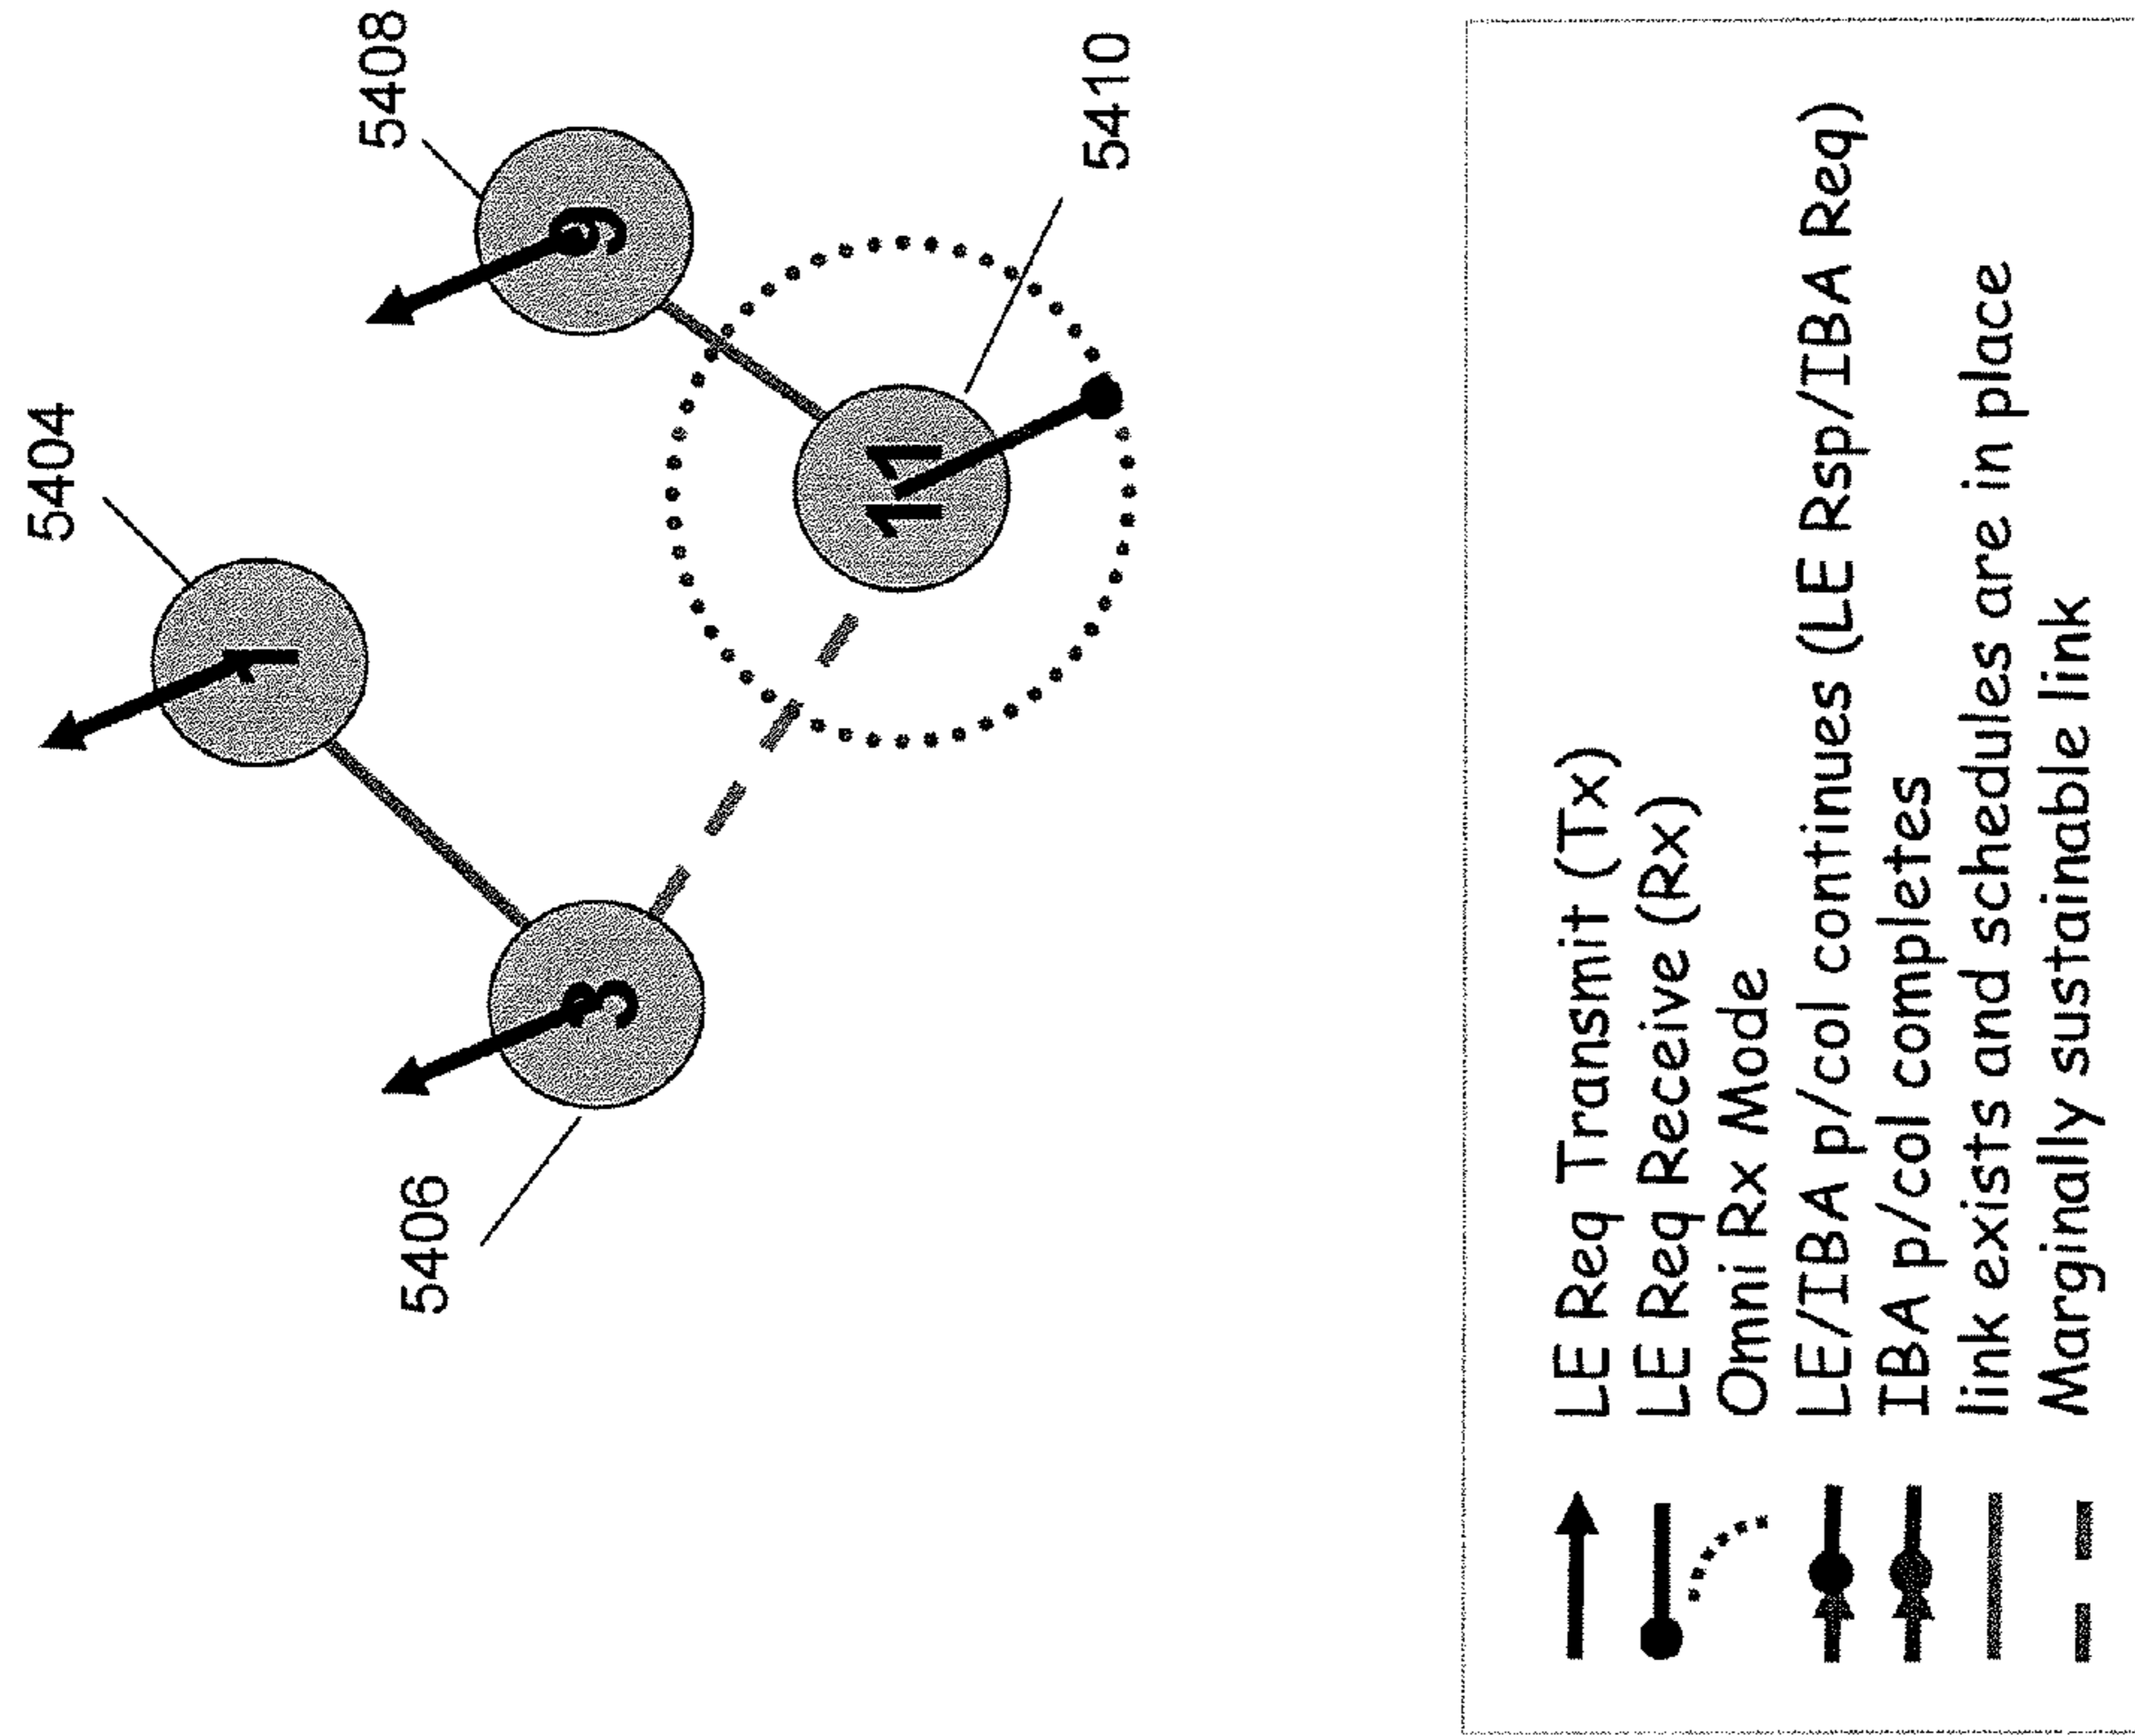 5404
1
5406
5408
3
9
11
5410
LE Req Transmit (Tx)
LE Req Receive (Rx)
Omni Rx Mode
LE/IBA p/col continues (LE Rsp/IBA Req)
IBA p/col completes
link exists and schedules are in place
Marginally sustainable link